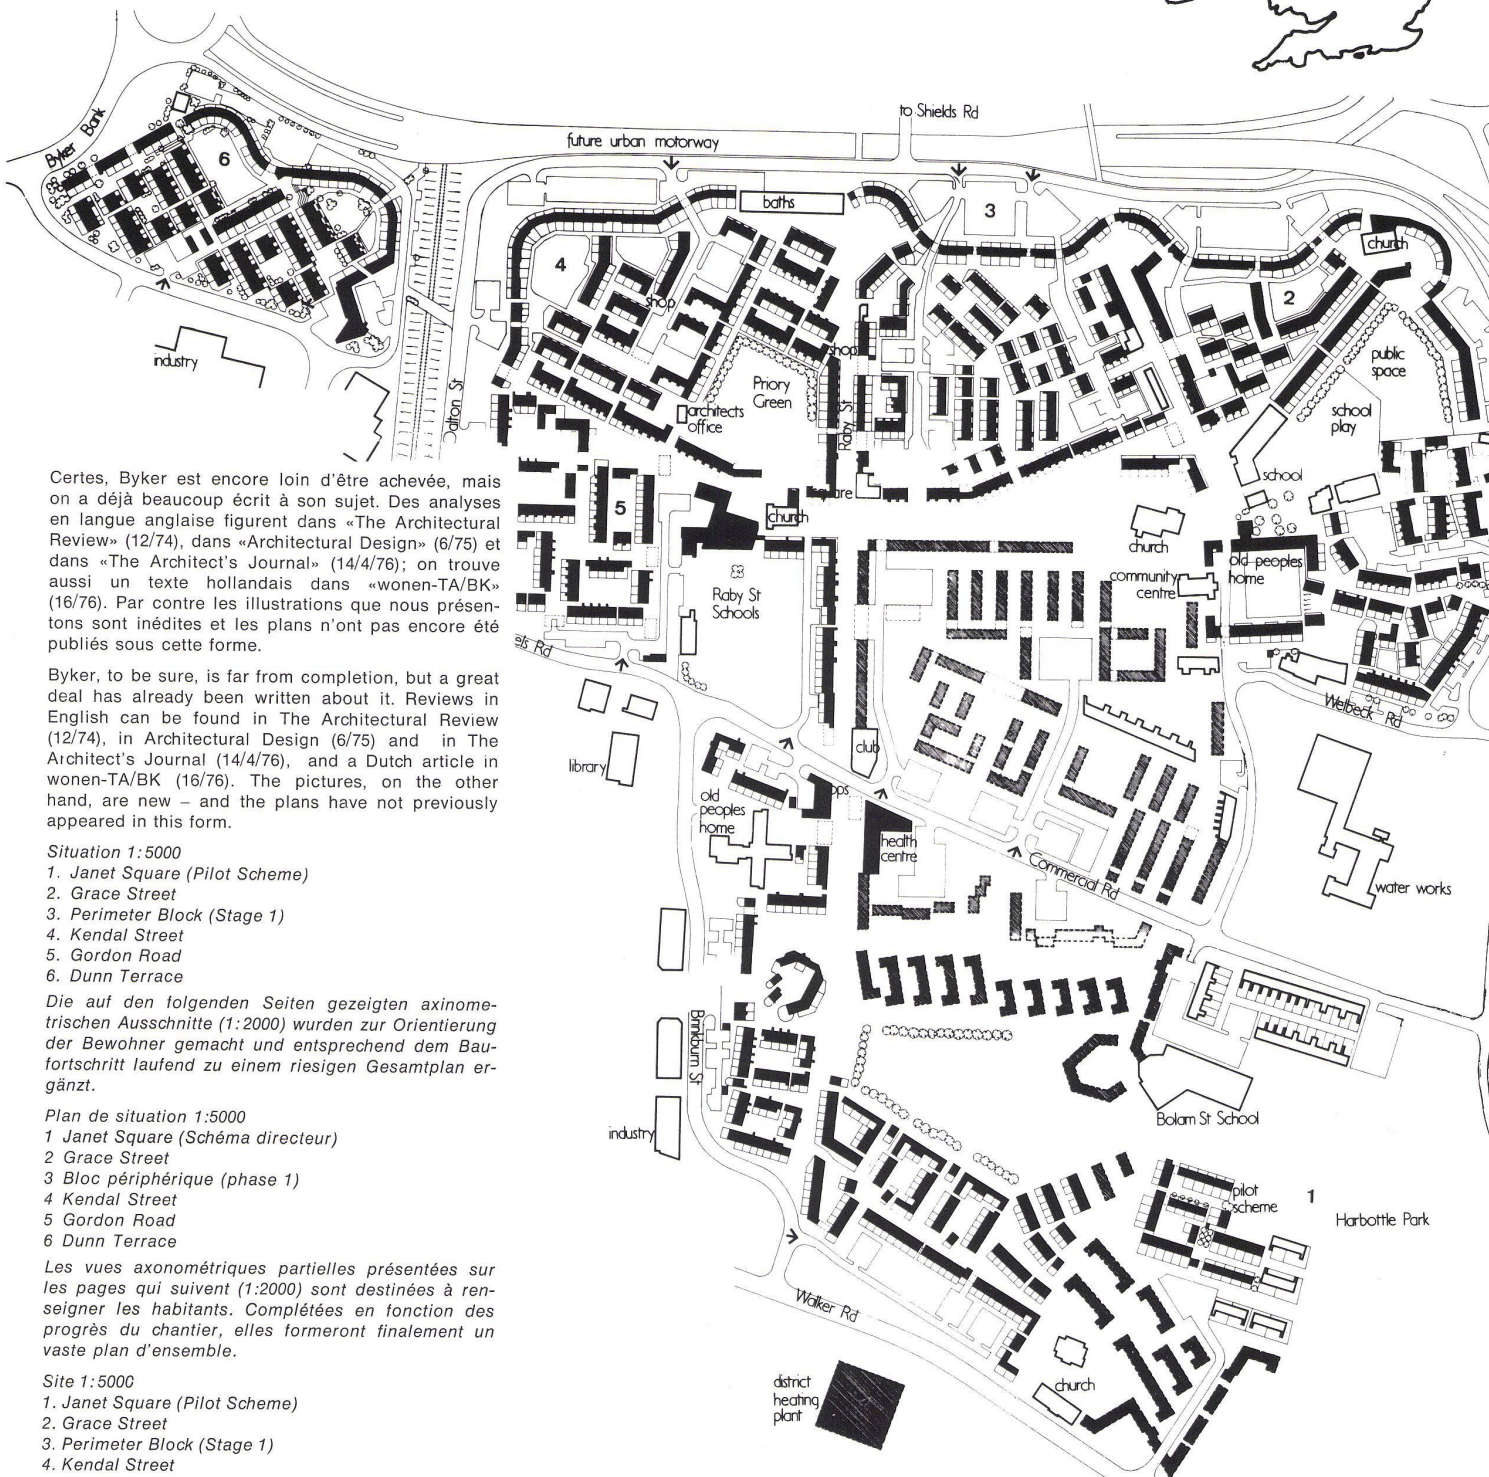 to Shields Rd
future urban motorway
Byker Bank
6
baths
3
church
4
shop
2
industry
shop
public
space
Priory
Green
school
play
architects
office
Raby St
school
5
square
church
church
old peoples
home
community
centre
Raby St
Schools
Welbeck Rd
library
club
old
peoples
home
health
centre
Commercial Rd
water works
Brinkburn St
industry
Bolam St School
pilot
scheme
1
Harbottle Park
Walker Rd
church
district
heating
plant
Certes, Byker est encore loin d'être achevée, mais
on a déjà beaucoup écrit à son sujet. Des analyses
en langue anglaise figurent dans «The Architectural
Review» (12/74), dans «Architectural Design» (6/75) et
dans «The Architect's Journal» (14/4/76); on trouve
aussi un texte hollandais dans «wonen-TA/BK»
(16/76). Par contre les illustrations que nous présen-
tons sont inédites et les plans n'ont pas encore été
publiés sous cette forme.
Byker, to be sure, is far from completion, but a great
deal has already been written about it. Reviews in
English can be found in The Architectural Review
(12/74), in Architectural Design (6/75) and in The
Architect's Journal (14/4/76), and a Dutch article in
wonen-TA/BK (16/76). The pictures, on the other
hand, are new – and the plans have not previously
appeared in this form.
Situation 1:5000
1. Janet Square (Pilot Scheme)
2. Grace Street
3. Perimeter Block (Stage 1)
4. Kendal Street
5. Gordon Road
6. Dunn Terrace
Die auf den folgenden Seiten gezeigten axinome-
trischen Ausschnitte (1:2000) wurden zur Orientierung
der Bewohner gemacht und entsprechend dem Bau-
fortschritt laufend zu einem riesigen Gesamtplan er-
gänzt.
Plan de situation 1:5000
1 Janet Square (Schéma directeur)
2 Grace Street
3 Bloc périphérique (phase 1)
4 Kendal Street
5 Gordon Road
6 Dunn Terrace
Les vues axonométriques partielles présentées sur
les pages qui suivent (1:2000) sont destinées à ren-
seigner les habitants. Complétées en fonction des
progrès du chantier, elles formeront finalement un
vaste plan d'ensemble.
Site 1:5000
1. Janet Square (Pilot Scheme)
2. Grace Street
3. Perimeter Block (Stage 1)
4. Kendal Street